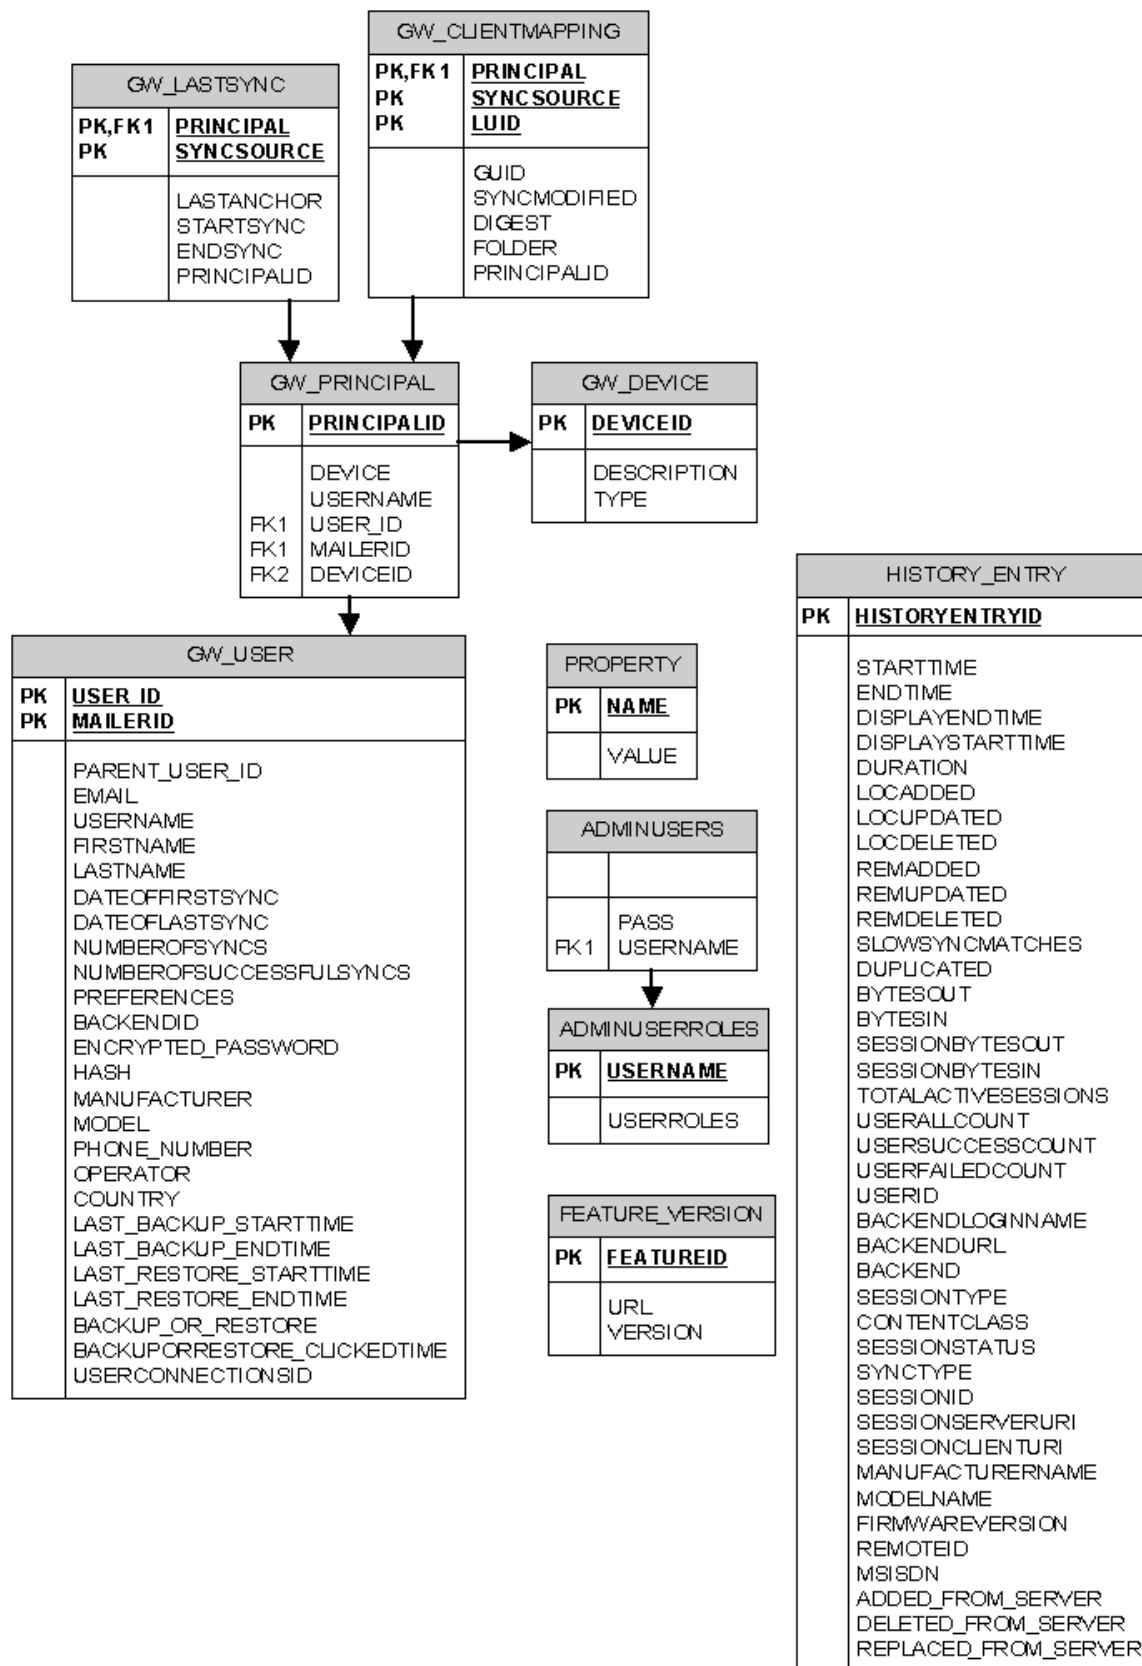 GW_CLIENTMAPPING
PK,FK1 PRINCIPAL
PK SYNCSOURCE
PK LUID
GUID
SYNCMODIFIED
DIGEST
FOLDER
PRINCIPALID
GW_LASTSYNC
PK,FK1 PRINCIPAL
PK SYNCSOURCE
LASTANCHOR
STARTSYNC
ENDSYNC
PRINCIPALID
GW_PRINCIPAL
PK PRINCIPALID
DEVICE
USERNAME
FK1 USER_ID
FK1 MAILERID
FK2 DEVICEID
GW_DEVICE
PK DEVICEID
DESCRIPTION
TYPE
GW_USER
PK USER ID
PK MAILERID
PARENT_USER_ID
EMAIL
USERNAME
FIRSTNAME
LASTNAME
DATEOFFIRSTSYNC
DATEOFLASTSYNC
NUMBEROFSYNCS
NUMBEROFSUCCESSFULSYNCS
PREFERENCES
BACKENDID
ENCRYPTED_PASSWORD
HASH
MANUFACTURER
MODEL
PHONE_NUMBER
OPERATOR
COUNTRY
LAST_BACKUP_STARTTIME
LAST_BACKUP_ENDTIME
LAST_RESTORE_STARTTIME
LAST_RESTORE_ENDTIME
BACKUP_OR_RESTORE
BACKUPORRESTORE_CLICKEDTIME
USERCONNECTIONSID
PROPERTY
PK NAME
VALUE
ADMINUSERS
PASS
FK1 USERNAME
ADMINUSERROLES
PK USERNAME
USERROLES
FEATURE_VERSION
PK FEATUREID
URL
VERSION
HISTORY_ENTRY
PK HISTORYENTRYID
STARTTIME
ENDTIME
DISPLAYENDTIME
DISPLAYSTARTTIME
DURATION
LOCADDED
LOCUPDATED
LOCDELETED
REMADDED
REMUPDATED
REMDELETED
SLOWSYNCMATCHES
DUPLICATED
BYTESOUT
BYTESIN
SESSIONBYTESOUT
SESSIONBYTESIN
TOTALACTIVESESSIONS
USERALLCOUNT
USERSUCCESSCOUNT
USERFAILEDCOUNT
USERID
BACKENDLOGINNAME
BACKENDURL
BACKEND
SESSIONTYPE
CONTENTCLASS
SESSIONSTATUS
SYNCTYPE
SESSIONID
SESSIONSERVERURI
SESSIONCLIENTURI
MANUFACTURERNAME
MODELNAME
FIRMWAREVERSION
REMOTEID
MSISDN
ADDED_FROM_SERVER
DELETED_FROM_SERVER
REPLACED_FROM_SERVER